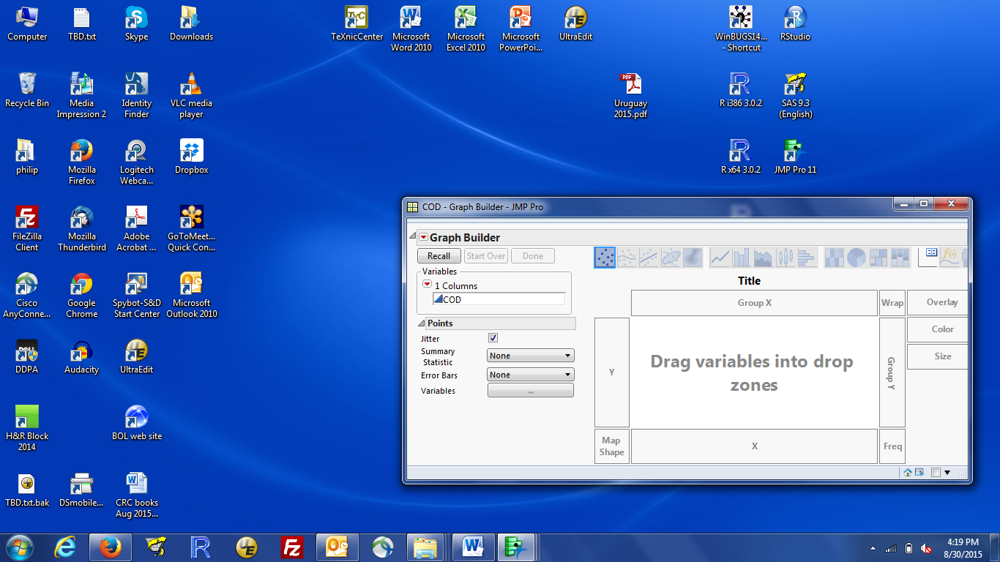 Computer
TBD.txt
Skype
Downloads
TeXnicCenter
Microsoft
Word 2010
Microsoft
Excel 2010
Microsoft
PowerPoi...
UltraEdit
WinBUGS14...
- Shortcut
RStudio
Recycle Bin
Media
Impression 2
Identity
Finder
VLC media
player
PDF
Uruguay
2015.pdf
R i386 3.0.2
SAS 9.3
(English)
philip
Mozilla
Firefox
Logitech
Webca...
Dropbox
R x64 3.0.2
JMP Pro 11
FileZilla
Client
Mozilla
Thunderbird
Adobe
Acrobat ...
GoToMeet...
Quick Con...
Cisco
AnyConne...
Google
Chrome
Spybot-S&D
Start Center
Microsoft
Outlook 2010
DDPA
Audacity
UltraEdit
H&R Block
2014
BOL web site
TBD.txt.bak
DSmobile...
CRC books
Aug 2015...
COD - Graph Builder - JMP Pro
Graph Builder
Recall
Start Over
Done
Variables
1 Columns
COD
Points
Jitter
Summary
Statistic
None
Error Bars
None
Variables
...
Title
Group X
Wrap
Overlay
Color
Size
Y
Drag variables into drop
zones
Group Y
Map
Shape
X
Freq
4:19 PM
8/30/2015